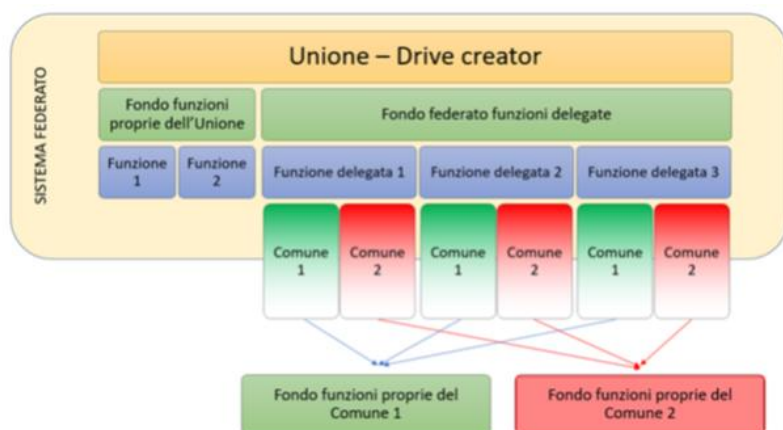 SISTEMA FEDERATO
Unione – Drive creator
Fondo funzioni
proprie dell'Unione
Fondo federato funzioni delegate
Funzione
1
Funzione
2
Funzione delegata 1
Funzione delegata 2
Funzione delegata 3
Comune
1
Comune
2
Comune
1
Comune
2
Comune
1
Comune
2
Fondo funzioni proprie del
Comune 1
Fondo funzioni proprie del
Comune 2